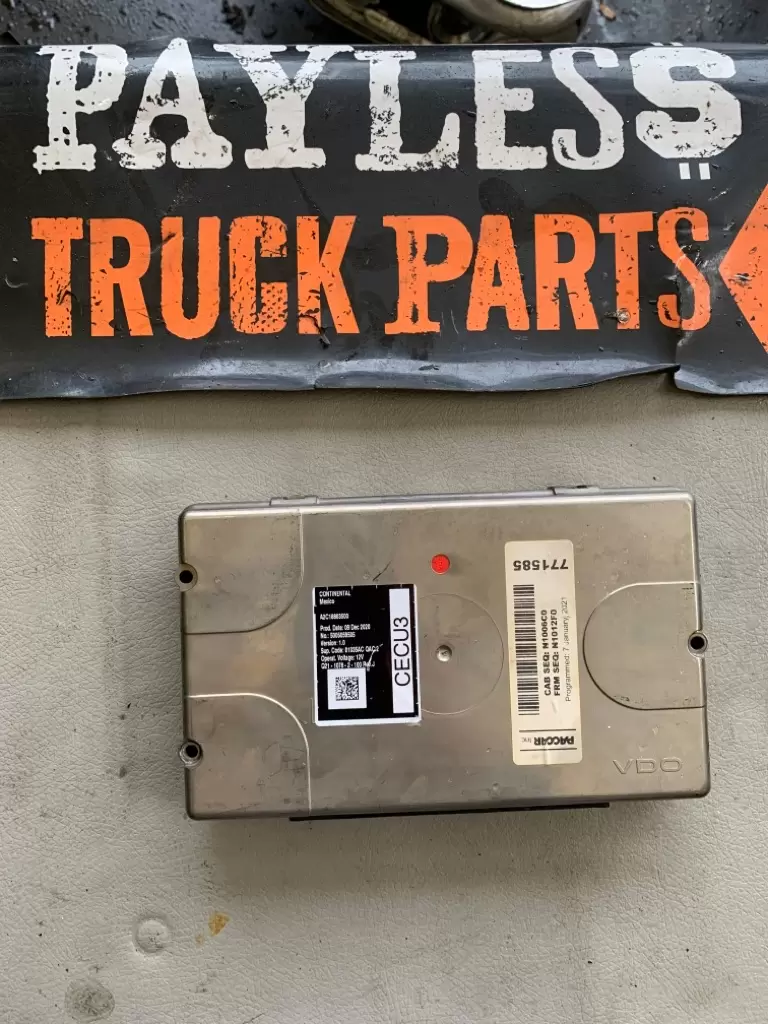 PAYLESS
TRUCK PARTS
CONTINENTAL
Mexico
Prod. Date: 09 Dec 2020
Version: 1.0
Operat. Voltage: 12V
CECU3
771585
CAB SEQ: N1006C0
FRM SEQ: N1012F0
Programmed: 7 January, 2021
PACCAR Inc
VDO